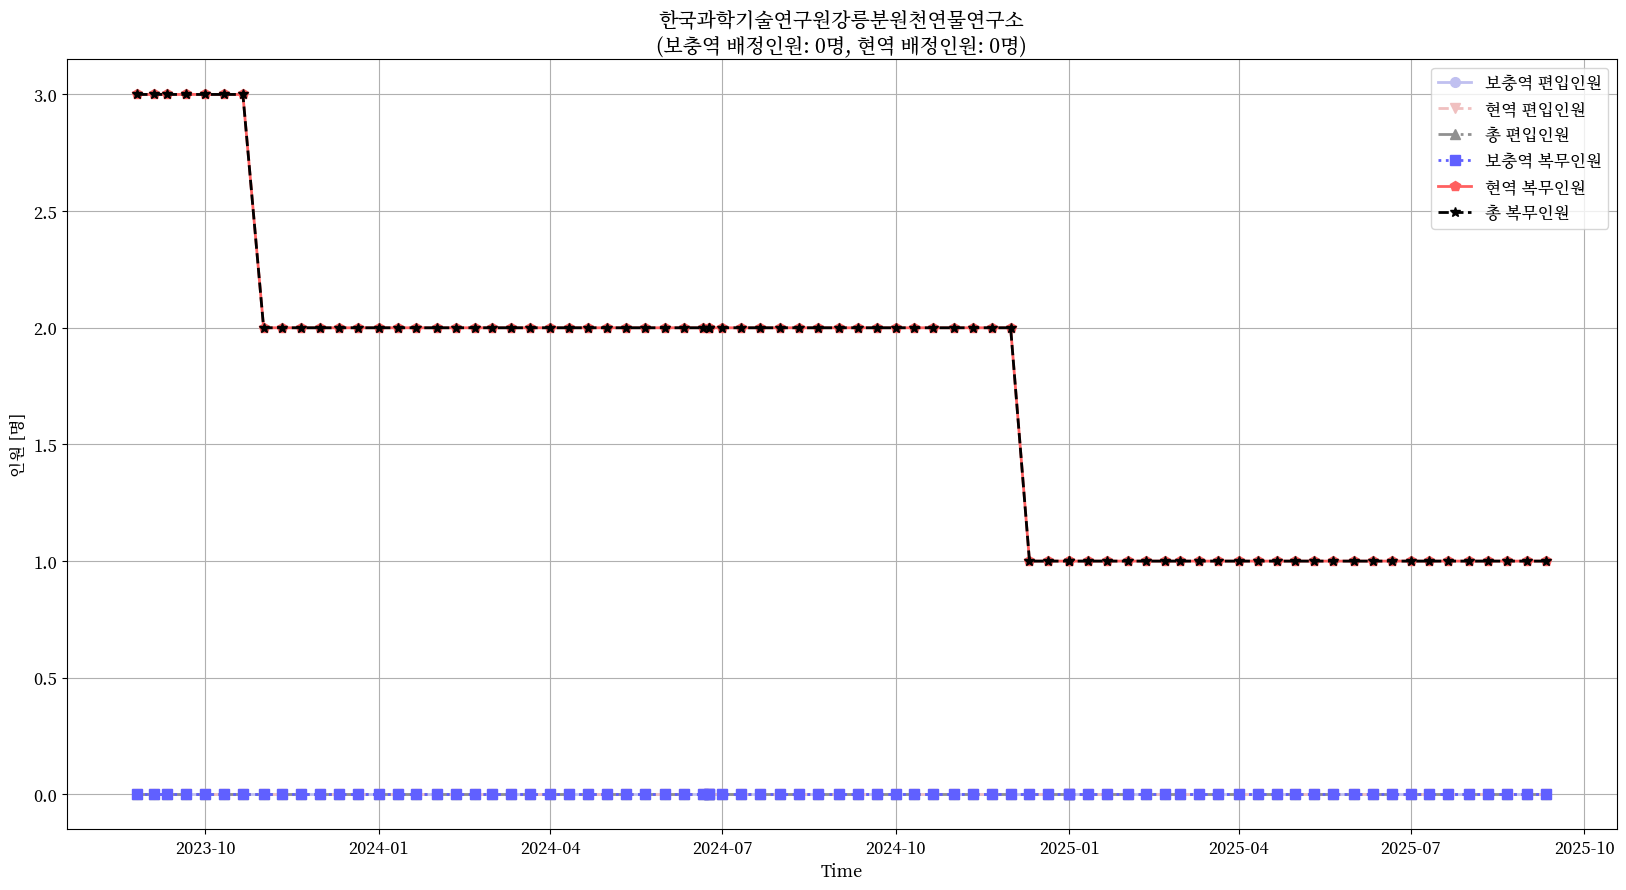 한국과학기술연구원강릉분원천연물연구소
(보충역 배정인원: 0명, 현역 배정인원: 0명)
보충역 편입인원
현역 편입인원
총 편입인원
보충역 복무인원
현역 복무인원
총 복무인원
인원 [명]
3.0
2.5
2.0
1.5
1.0
0.5
0.0
2023-10
2024-01
2024-04
2024-07
2024-10
2025-01
2025-04
2025-07
2025-10
Time